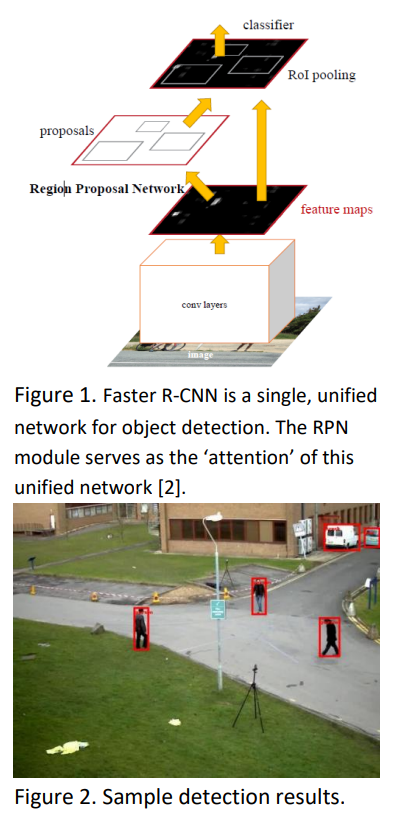 classifier
RoI pooling
proposals
Region Proposal Network
feature maps
conv layers
image
Figure 1. Faster R-CNN is a single, unified
network for object detection. The RPN
module serves as the ‘attention’ of this
unified network [2].
Figure 2. Sample detection results.